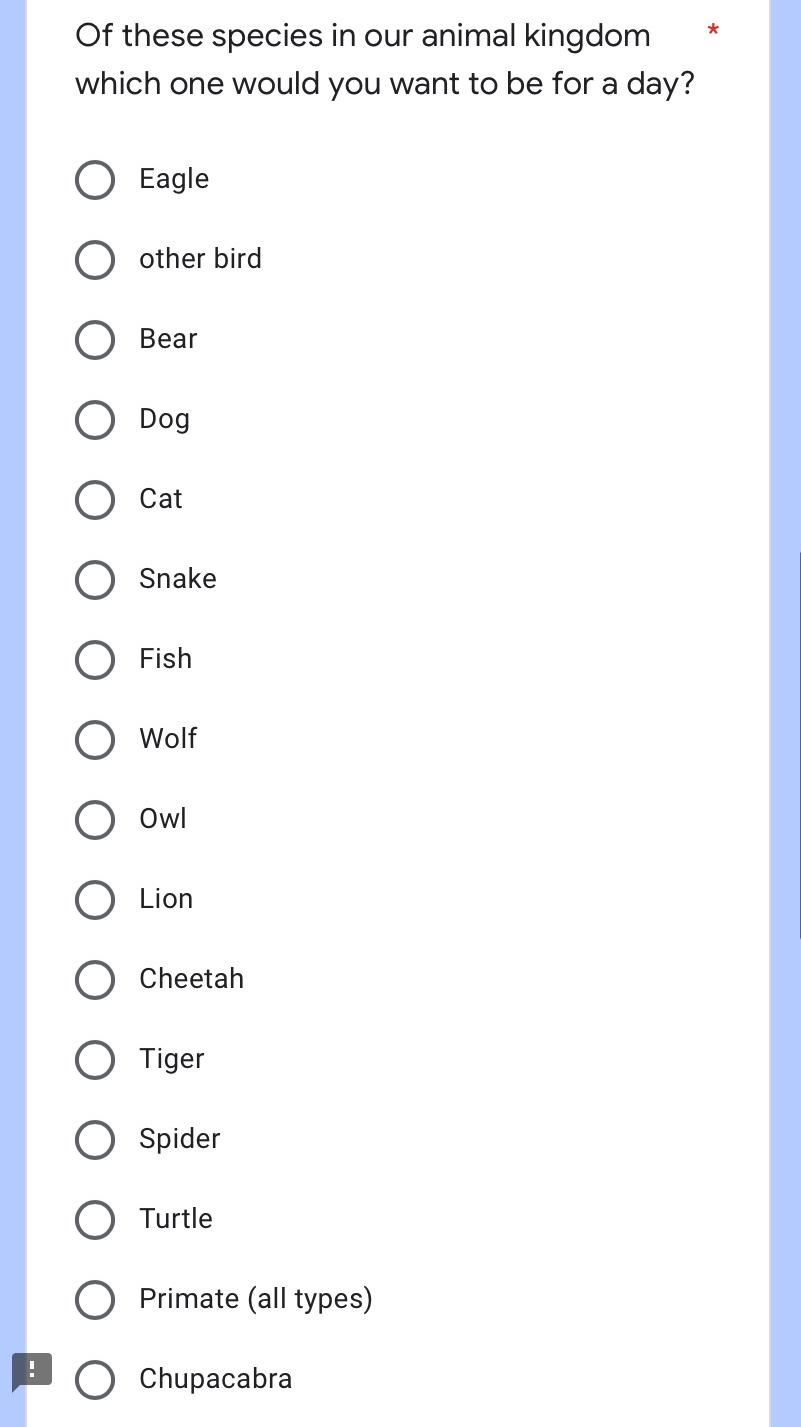 Of these species in our animal kingdom *
which one would you want to be for a day?
Eagle
other bird
Bear
Dog
Cat
Snake
Fish
Wolf
Owl
Lion
Cheetah
Tiger
Spider
Turtle
Primate (all types)
Chupacabra